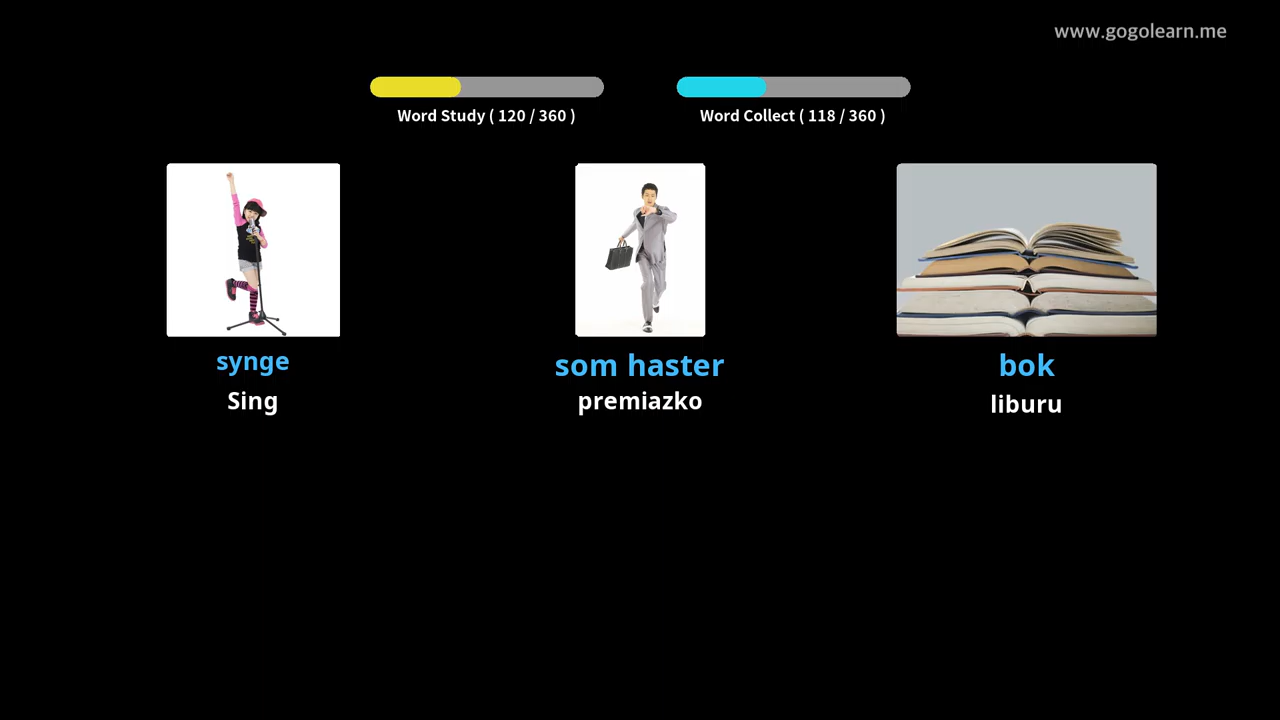 www.gogolearn.me
Word Study ( 120 / 360 )
Word Collect ( 118 / 360 )
synge
Sing
som haster
premiazko
bok
liburu